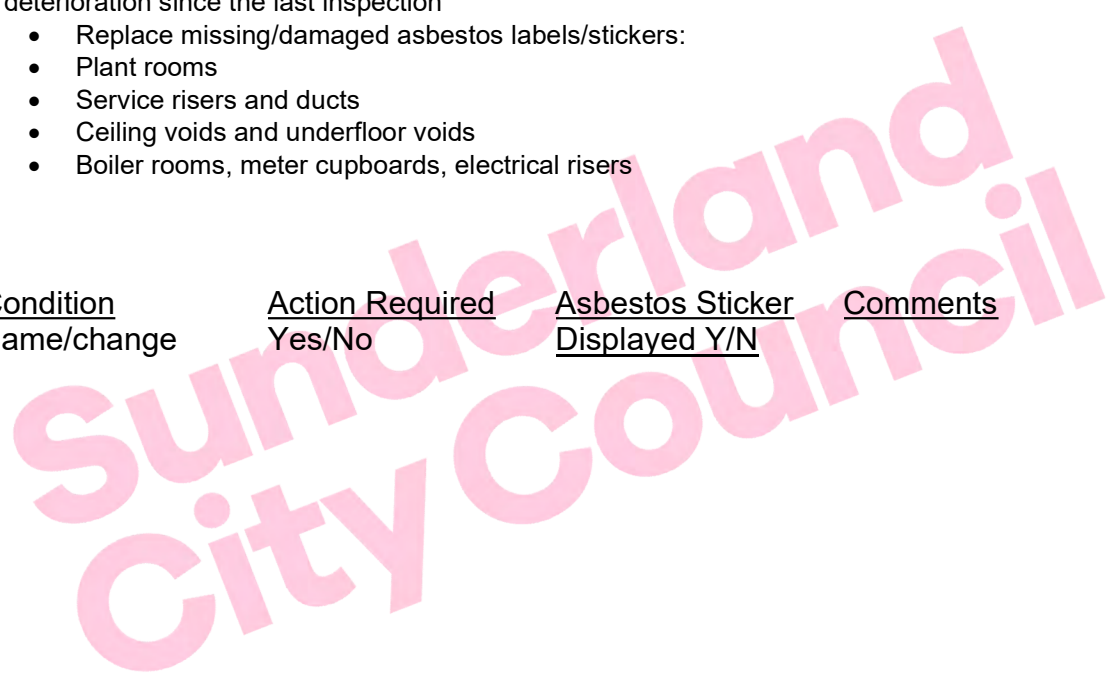 deterioration since the last inspection
• Replace missing/damaged asbestos labels/stickers:
• Plant rooms
• Service risers and ducts
• Ceiling voids and underfloor voids
• Boiler rooms, meter cupboards, electrical risers
Condition Action Required Asbestos Sticker Comments
ame/change Yes/No Displayed Y/N
Sunderland
City Council